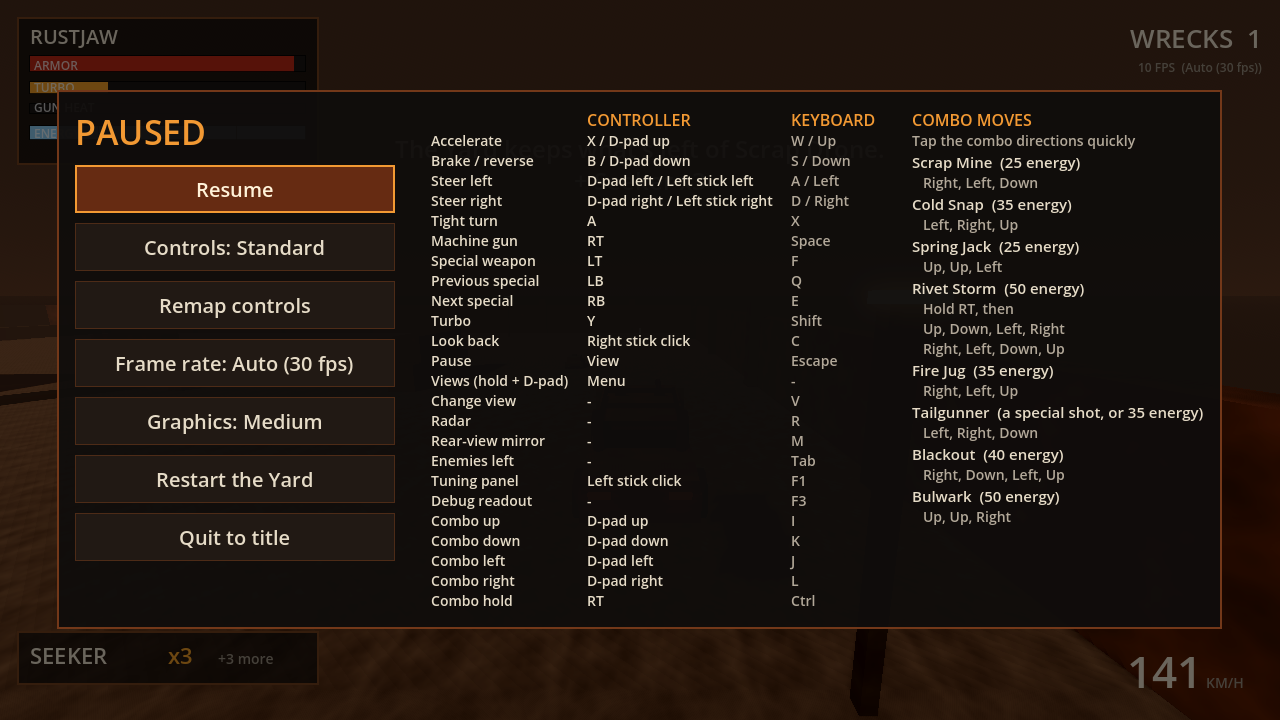 RUSTJAW
ARMOR
TURBO
GUN HEAT
ENE
WRECKS 1
10 FPS (Auto (30 fps))
PAUSED
Resume
Controls: Standard
Remap controls
Frame rate: Auto (30 fps)
Graphics: Medium
Restart the Yard
Quit to title
CONTROLLER KEYBOARD
Accelerate X / D-pad up W / Up
Brake / reverse B / D-pad down S / Down
Steer left D-pad left / Left stick left A / Left
Steer right D-pad right / Left stick right D / Right
Tight turn A X
Machine gun RT Space
Special weapon LT F
Previous special LB Q
Next special RB E
Turbo Y Shift
Look back Right stick click C
Pause View Escape
Views (hold + D-pad) Menu -
Change view - V
Radar - R
Rear-view mirror - M
Enemies left - Tab
Tuning panel Left stick click F1
Debug readout - F3
Combo up D-pad up I
Combo down D-pad down K
Combo left D-pad left J
Combo right D-pad right L
Combo hold RT Ctrl
COMBO MOVES
Tap the combo directions quickly
Scrap Mine (25 energy)
Right, Left, Down
Cold Snap (35 energy)
Left, Right, Up
Spring Jack (25 energy)
Up, Up, Left
Rivet Storm (50 energy)
Hold RT, then
Up, Down, Left, Right
Right, Left, Down, Up
Fire Jug (35 energy)
Right, Left, Up
Tailgunner (a special shot, or 35 energy)
Left, Right, Down
Blackout (40 energy)
Right, Down, Left, Up
Bulwark (50 energy)
Up, Up, Right
SEEKER x3 +3 more
141 KM/H